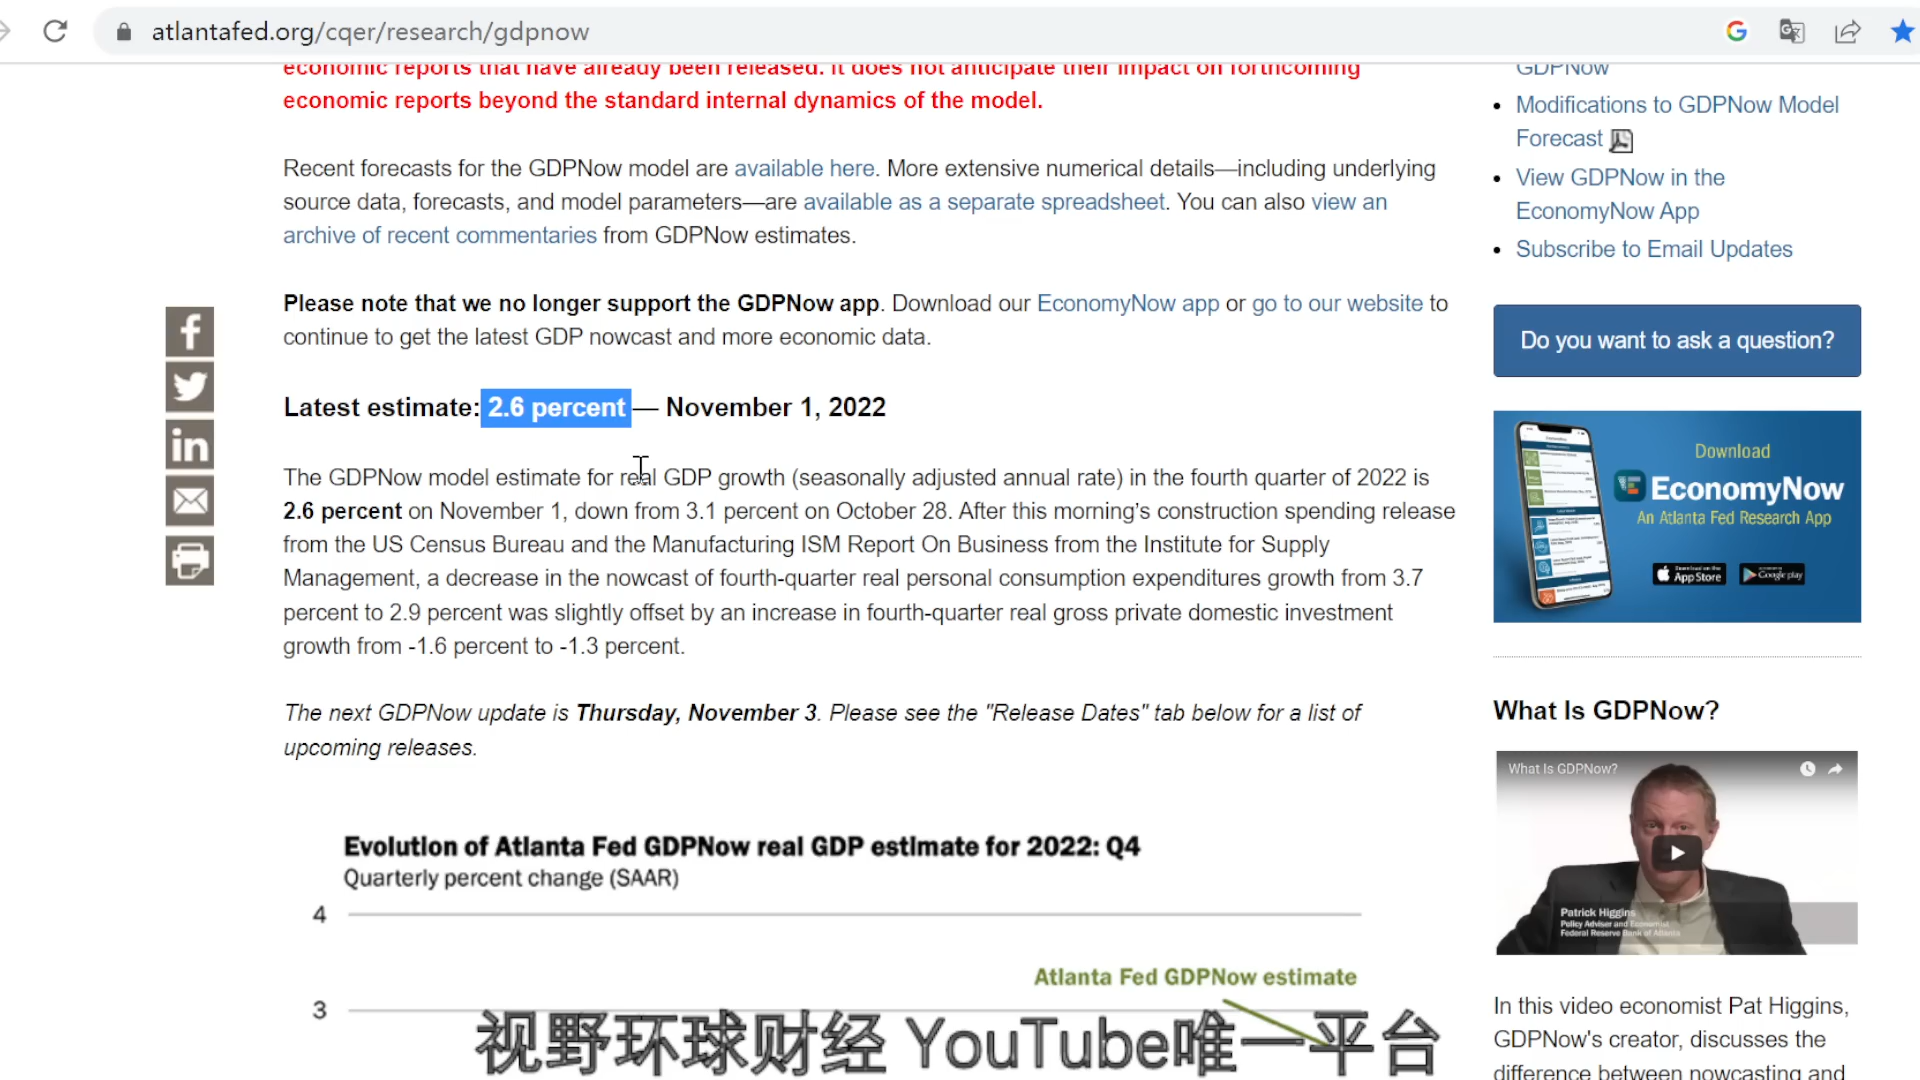 atlantafed.org/cqer/research/gdpnow
economic reports that have already been released. It does not anticipate their impact on forthcoming
economic reports beyond the standard internal dynamics of the model.
Recent forecasts for the GDPNow model are available here. More extensive numerical details—including underlying
source data, forecasts, and model parameters—are available as a separate spreadsheet. You can also view an
archive of recent commentaries from GDPNow estimates.
Please note that we no longer support the GDPNow app. Download our EconomyNow app or go to our website to
continue to get the latest GDP nowcast and more economic data.
Latest estimate: 2.6 percent — November 1, 2022
The GDPNow model estimate for real GDP growth (seasonally adjusted annual rate) in the fourth quarter of 2022 is
2.6 percent on November 1, down from 3.1 percent on October 28. After this morning's construction spending release
from the US Census Bureau and the Manufacturing ISM Report On Business from the Institute for Supply
Management, a decrease in the nowcast of fourth-quarter real personal consumption expenditures growth from 3.7
percent to 2.9 percent was slightly offset by an increase in fourth-quarter real gross private domestic investment
growth from -1.6 percent to -1.3 percent.
The next GDPNow update is Thursday, November 3. Please see the "Release Dates" tab below for a list of
upcoming releases.
Evolution of Atlanta Fed GDPNow real GDP estimate for 2022: Q4
Quarterly percent change (SAAR)
4
Atlanta Fed GDPNow estimate
3
视野环球财经 YouTube唯一平台
GDPNow
Modifications to GDPNow Model
Forecast
View GDPNow in the
EconomyNow App
Subscribe to Email Updates
Do you want to ask a question?
Download
EconomyNow
An Atlanta Fed Research App
Download on the
App Store
Google play
What Is GDPNow?
What Is GDPNow?
Patrick Higgins
Policy Adviser and Economist
Federal Reserve Bank of Atlanta
In this video economist Pat Higgins,
GDPNow's creator, discusses the
difference between nowcasting and